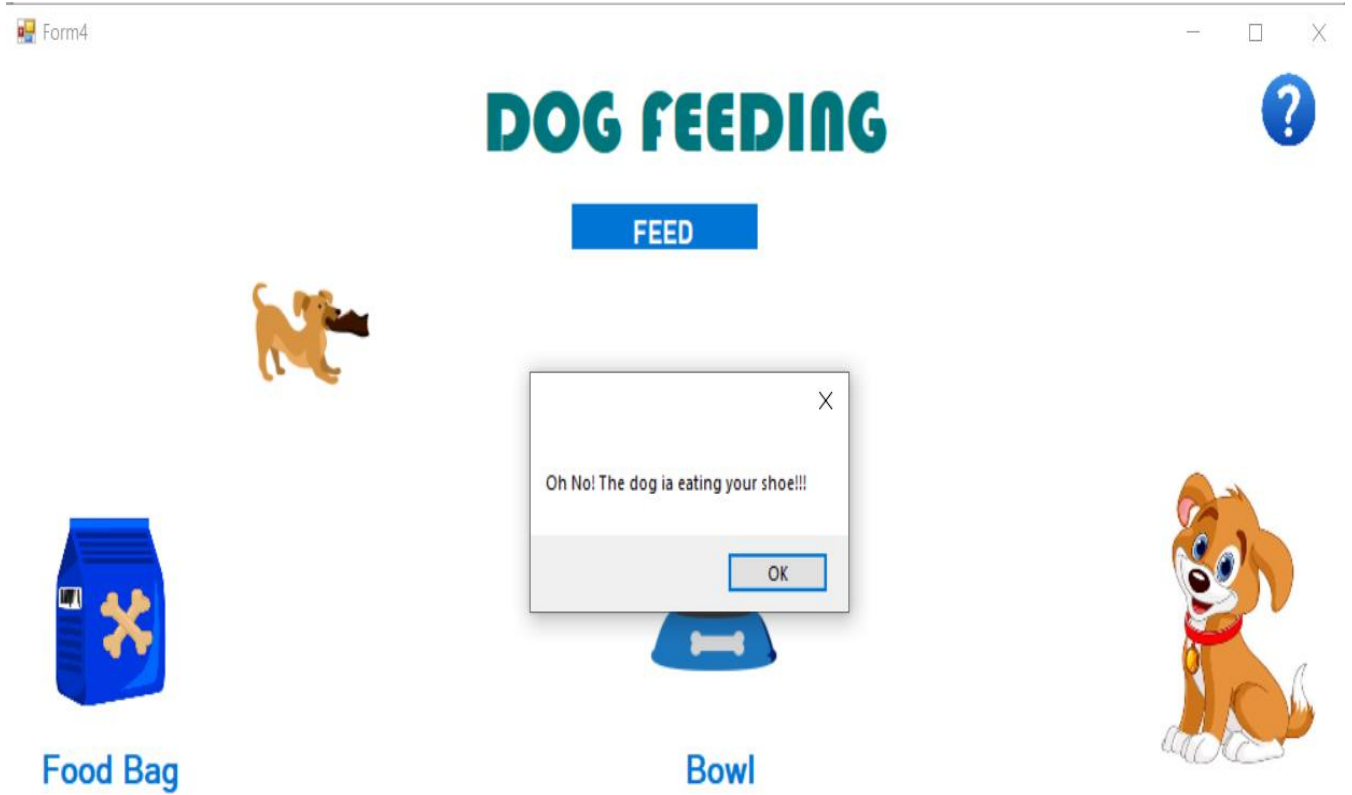 Form4
DOG FEEDING
?
FEED
X
Oh No! The dog ia eating your shoe!!!
OK
Food Bag
Bowl